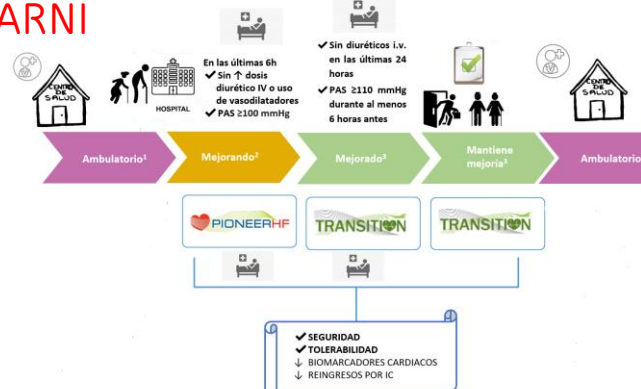 ARNI
En las últimas 6h
✓ Sin ↑ dosis
diurético IV o uso
de vasodilatadores
✓ PAS ≥100 mmHg
✓ Sin diuréticos i.v.
en las últimas 24
horas
✓ PAS ≥110 mmHg
durante al menos
6 horas antes
CENTRO
DE
SALUD
HOSPITAL
CENTRO
DE
SALUD
Ambulatorio¹
Mejorando²
Mejorado³
Mantiene
mejoría³
Ambulatorio
PIONEERHF
TRANSITION
TRANSITION
✓ SEGURIDAD
✓ TOLERABILIDAD
↓ BIOMARCADORES CARDIACOS
↓ REINGRESOS POR IC